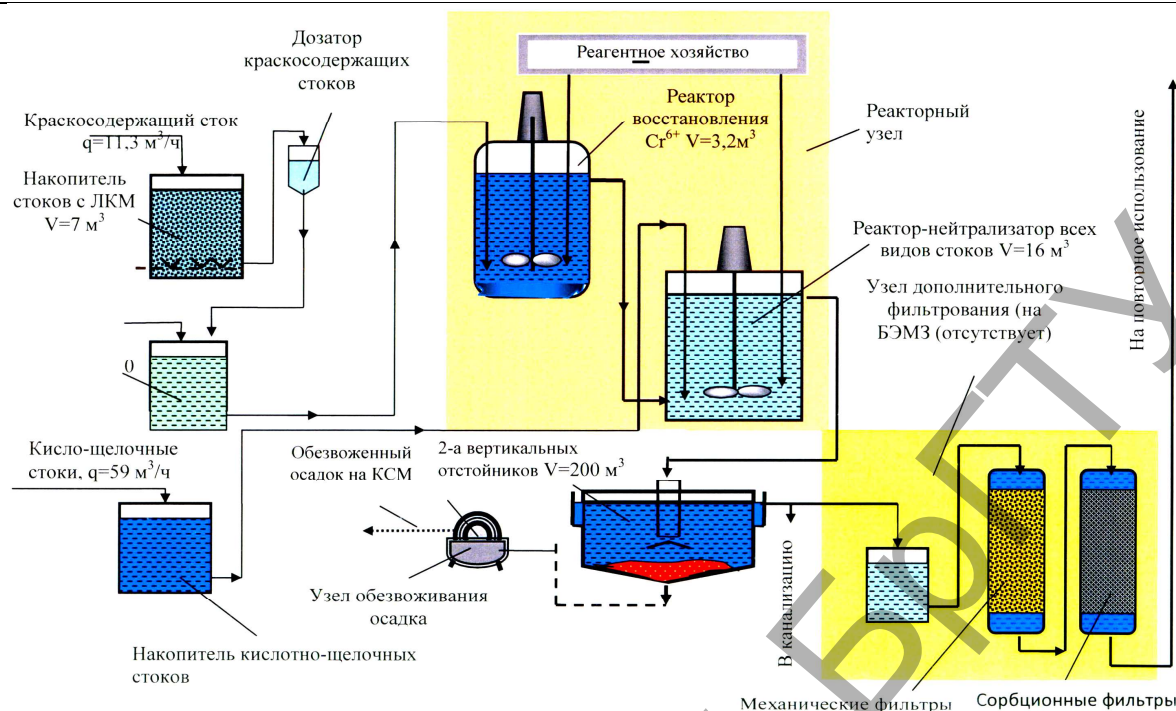 Дозатор
краскосодержащих
стоков
Реагентное хозяйство
Реактор
восстановления
Cr⁶⁺ V=3,2м³
Реакторный
узел
Краскосодержащий сток
q=11,3 м³/ч
Накопитель
стоков с ЛКМ
V=7 м³
Реактор-нейтрализатор всех
видов стоков V=16 м³
Узел дополнительного
фильтрования (на
БЭМЗ (отсутствует)
На повторное использование
0
Кисло-щелочные
стоки, q=59 м³/ч
Обезвоженный
осадок на КСМ
2-а вертикальных
отстойников V=200 м³
Узел обезвоживания
осадка
В канализацию
Накопитель кислотно-щелочных
стоков
Механические фильтры
Сорбционные фильтры
БрГТУ